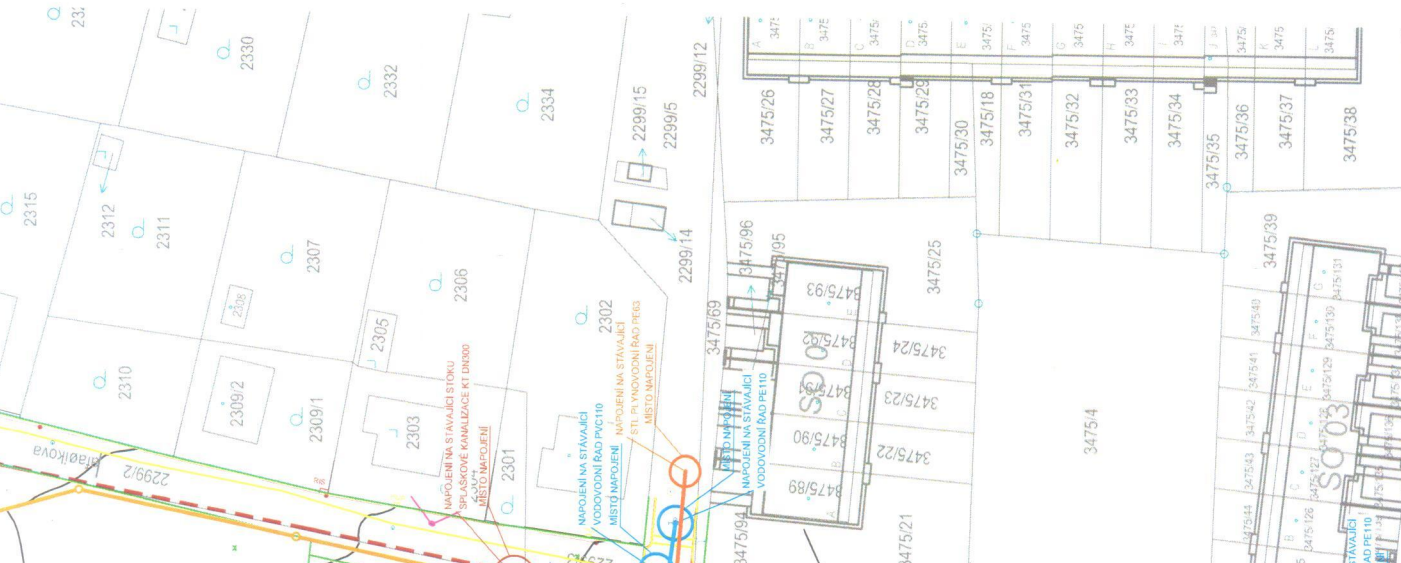 2330
2332
2334
2299/15
2299/5
2299/12
3475/26
3475/27
3475/28
3475/29
3475/30
3475/18
3475/31
3475/32
3475/33
3475/34
3475/35
3475/36
3475/37
3475/38
A
B
C
D
E
F
G
H
I
J
K
L
2315
2312
2311
2307
2306
2302
2299/14
3475/96
3475/95
3475/25
3475/39
2308
2305
2310
2309/2
2309/1
2303
2301
2299/2
NAPOJENÍ NA STÁVAJÍCÍ STOKU
SPLAŠKOVÉ KANALIZACE KT DN300
MÍSTO NAPOJENÍ
NAPOJENÍ NA STÁVAJÍCÍ
VODOVODNÍ ŘAD PVC110
MÍSTO NAPOJENÍ
NAPOJENÍ NA STÁVAJÍCÍ
STL PLYNOVODNÍ ŘAD PE63
MÍSTO NAPOJENÍ
MÍSTO NAPOJENÍ
NAPOJENÍ NA STÁVAJÍCÍ
VODOVODNÍ ŘAD PE110
3475/69
3475/93
3475/92
3475/91
3475/90
3475/89
SO 01
E
D
C
B
A
3475/24
3475/23
3475/22
3475/21
3475/94
3475/4
3475/40
3475/41
3475/42
3475/43
3475/44
3475/131
3475/130
3475/129
3475/128
3475/127
3475/126
G
F
E
D
C
B
SO 03
STÁVAJÍCÍ
AD PE110